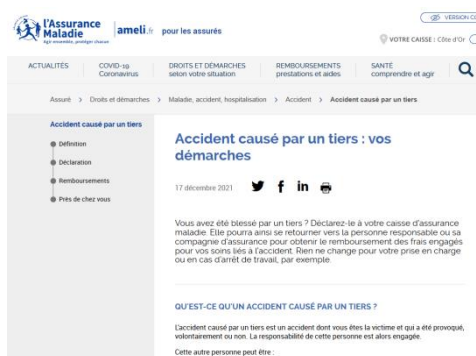 l'Assurance
Maladie
Agir ensemble, protéger chacun
ameli.fr
pour les assurés
VERSION CO
VOTRE CAISSE : Côte d'Or
ACTUALITÉS
COVID-19
Coronavirus
DROITS ET DÉMARCHES
selon votre situation
REMBOURSEMENTS
prestations et aides
SANTÉ
comprendre et agir
Assuré > Droits et démarches > Maladie, accident, hospitalisation > Accident > Accident causé par un tiers
Accident causé par un tiers
Définition
Déclaration
Remboursements
Près de chez vous
Accident causé par un tiers : vos
démarches
17 décembre 2021
Vous avez été blessé par un tiers ? Déclarez-le à votre caisse d'assurance
maladie. Elle pourra ainsi se retourner vers la personne responsable ou sa
compagnie d'assurance pour obtenir le remboursement des frais engagés
pour vos soins liés à l'accident. Rien ne change pour votre prise en charge
ou en cas d'arrêt de travail, par exemple.
QU'EST-CE QU'UN ACCIDENT CAUSÉ PAR UN TIERS ?
L'accident causé par un tiers est un accident dont vous êtes la victime et qui a été provoqué,
volontairement ou non. La responsabilité de cette personne est alors engagée.
Cette autre personne peut être :